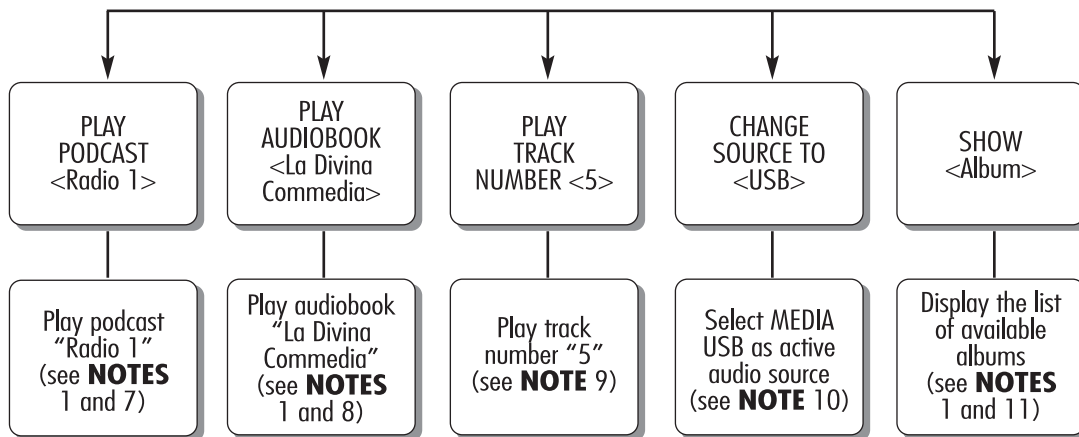 PLAY
PODCAST
<Radio 1>
PLAY
AUDIOBOOK
<La Divina
Commedia>
PLAY
TRACK
NUMBER <5>
CHANGE
SOURCE TO
<USB>
SHOW
<Album>
Play podcast
“Radio 1”
(see NOTES
1 and 7)
Play audiobook
“La Divina
Commedia”
(see NOTES
1 and 8)
Play track
number “5”
(see NOTE 9)
Select MEDIA
USB as active
audio source
(see NOTE 10)
Display the list
of available
albums
(see NOTES
1 and 11)